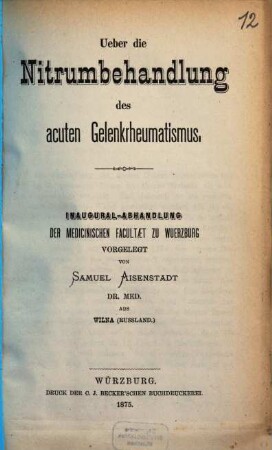 12
Ueber die
Nitrumbehandlung
des
acuten Gelenkrheumatismus.
INAUGURAL-ABHANDLUNG
DER MEDICINISCHEN FACULTÆT ZU WUERZBURG
VORGELEGT
VON
SAMUEL AISENSTADT
DR. MED.
AUS
WILNA (RUSSLAND.)
WÜRZBURG.
DRUCK DER C. J. BECKER'SCHEN BUCHDRUCKEREI.
1875.